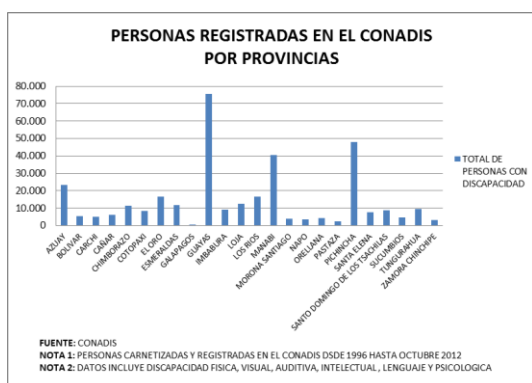 PERSONAS REGISTRADAS EN EL CONADIS
POR PROVINCIAS
80.000
70.000
60.000
50.000
40.000
30.000
20.000
10.000
0
TOTAL DE
PERSONAS CON
DISCAPACIDAD
AZUAY
BOLIVAR
CARCHI
CAÑAR
CHIMBORAZO
COTOPAXI
EL ORO
ESMERALDAS
GALAPAGOS
GUAYAS
IMBABURA
LOJA
LOS RIOS
MANABI
MORONA SANTIAGO
NAPO
ORELLANA
PASTAZA
PICHINCHA
SANTA ELENA
SANTO DOMINGO DE LOS TSACHILAS
SUCUMBIOS
TUNGURAHUA
ZAMORA CHINCHIPE
FUENTE: CONADIS
NOTA 1: PERSONAS CARNETIZADAS Y REGISTRADAS EN EL CONADIS DSDE 1996 HASTA OCTUBRE 2012
NOTA 2: DATOS INCLUYE DISCAPACIDAD FISICA, VISUAL, AUDITIVA, INTELECTUAL, LENGUAJE Y PSICOLOGICA